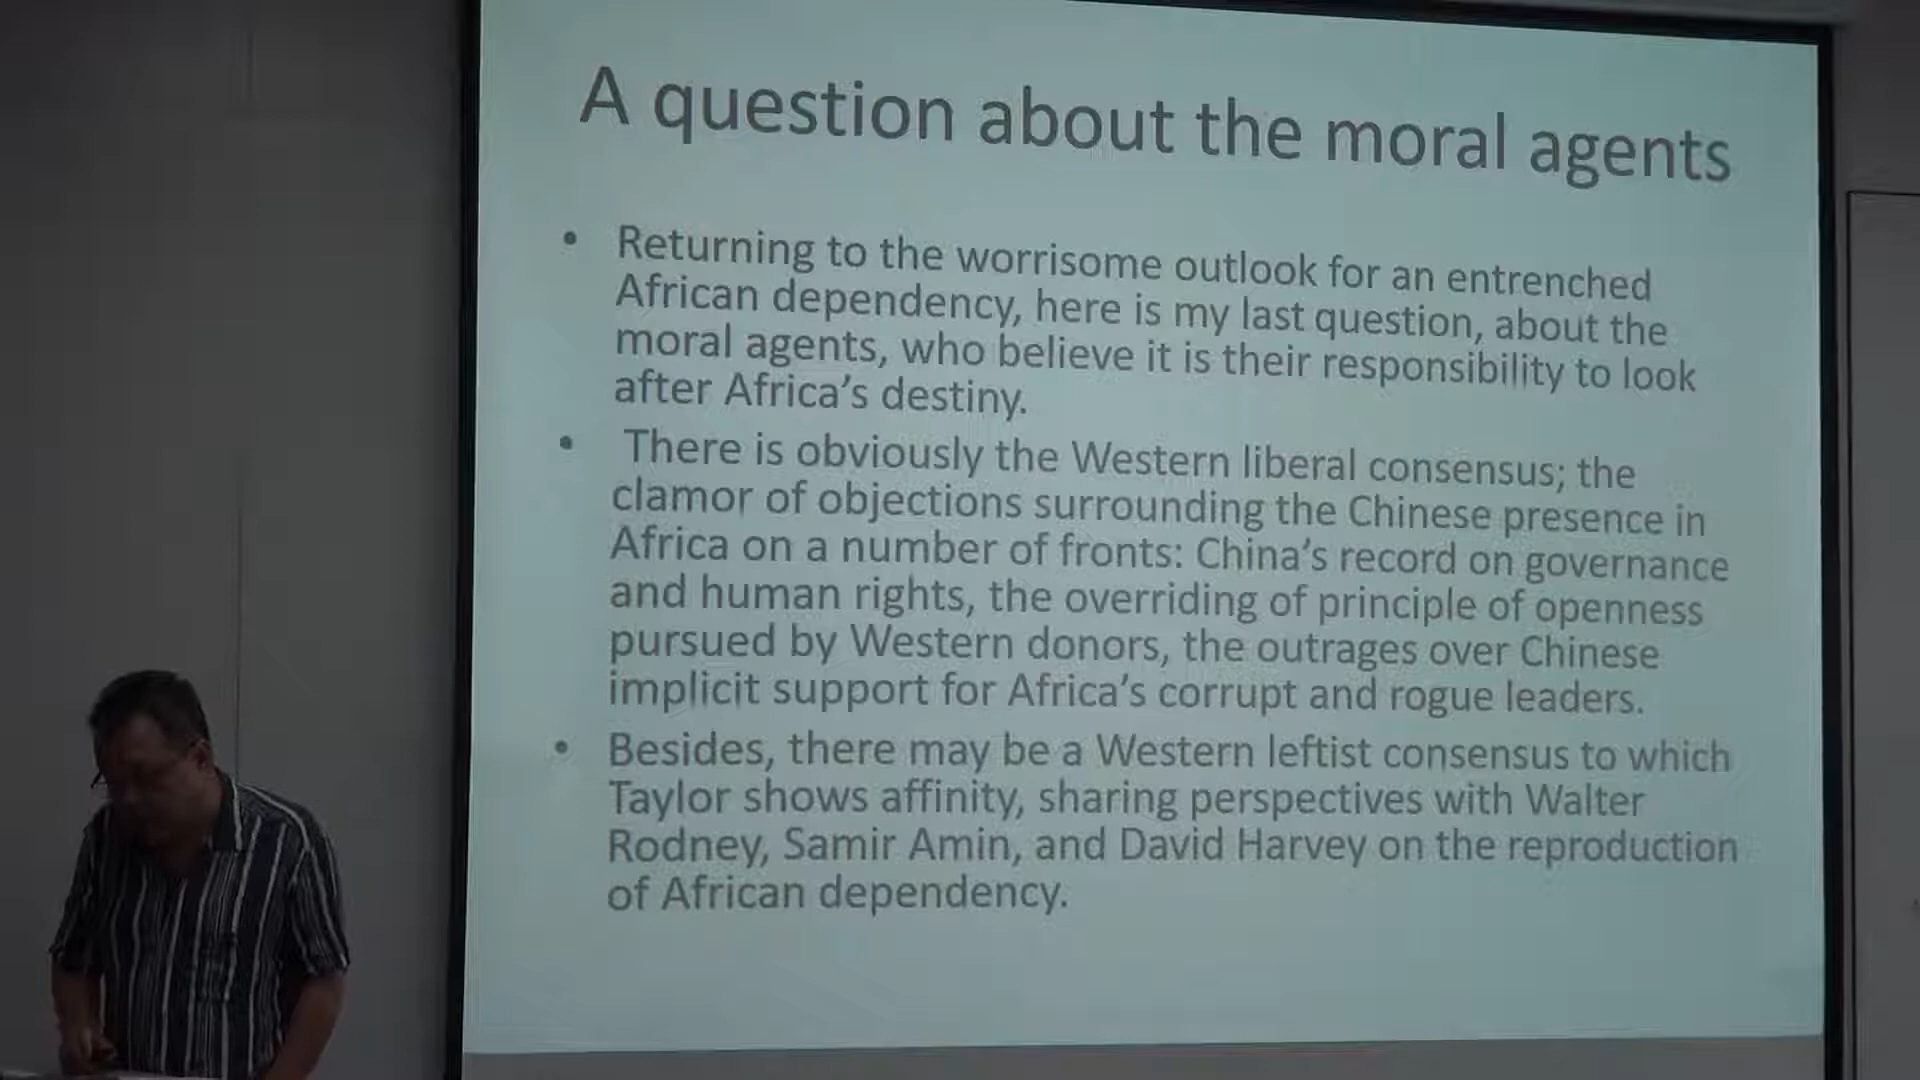 A question about the moral agents
• Returning to the worrisome outlook for an entrenched
African dependency, here is my last question, about the
moral agents, who believe it is their responsibility to look
after Africa's destiny.
• There is obviously the Western liberal consensus; the
clamor of objections surrounding the Chinese presence in
Africa on a number of fronts: China's record on governance
and human rights, the overriding of principle of openness
pursued by Western donors, the outrages over Chinese
implicit support for Africa's corrupt and rogue leaders.
• Besides, there may be a Western leftist consensus to which
Taylor shows affinity, sharing perspectives with Walter
Rodney, Samir Amin, and David Harvey on the reproduction
of African dependency.